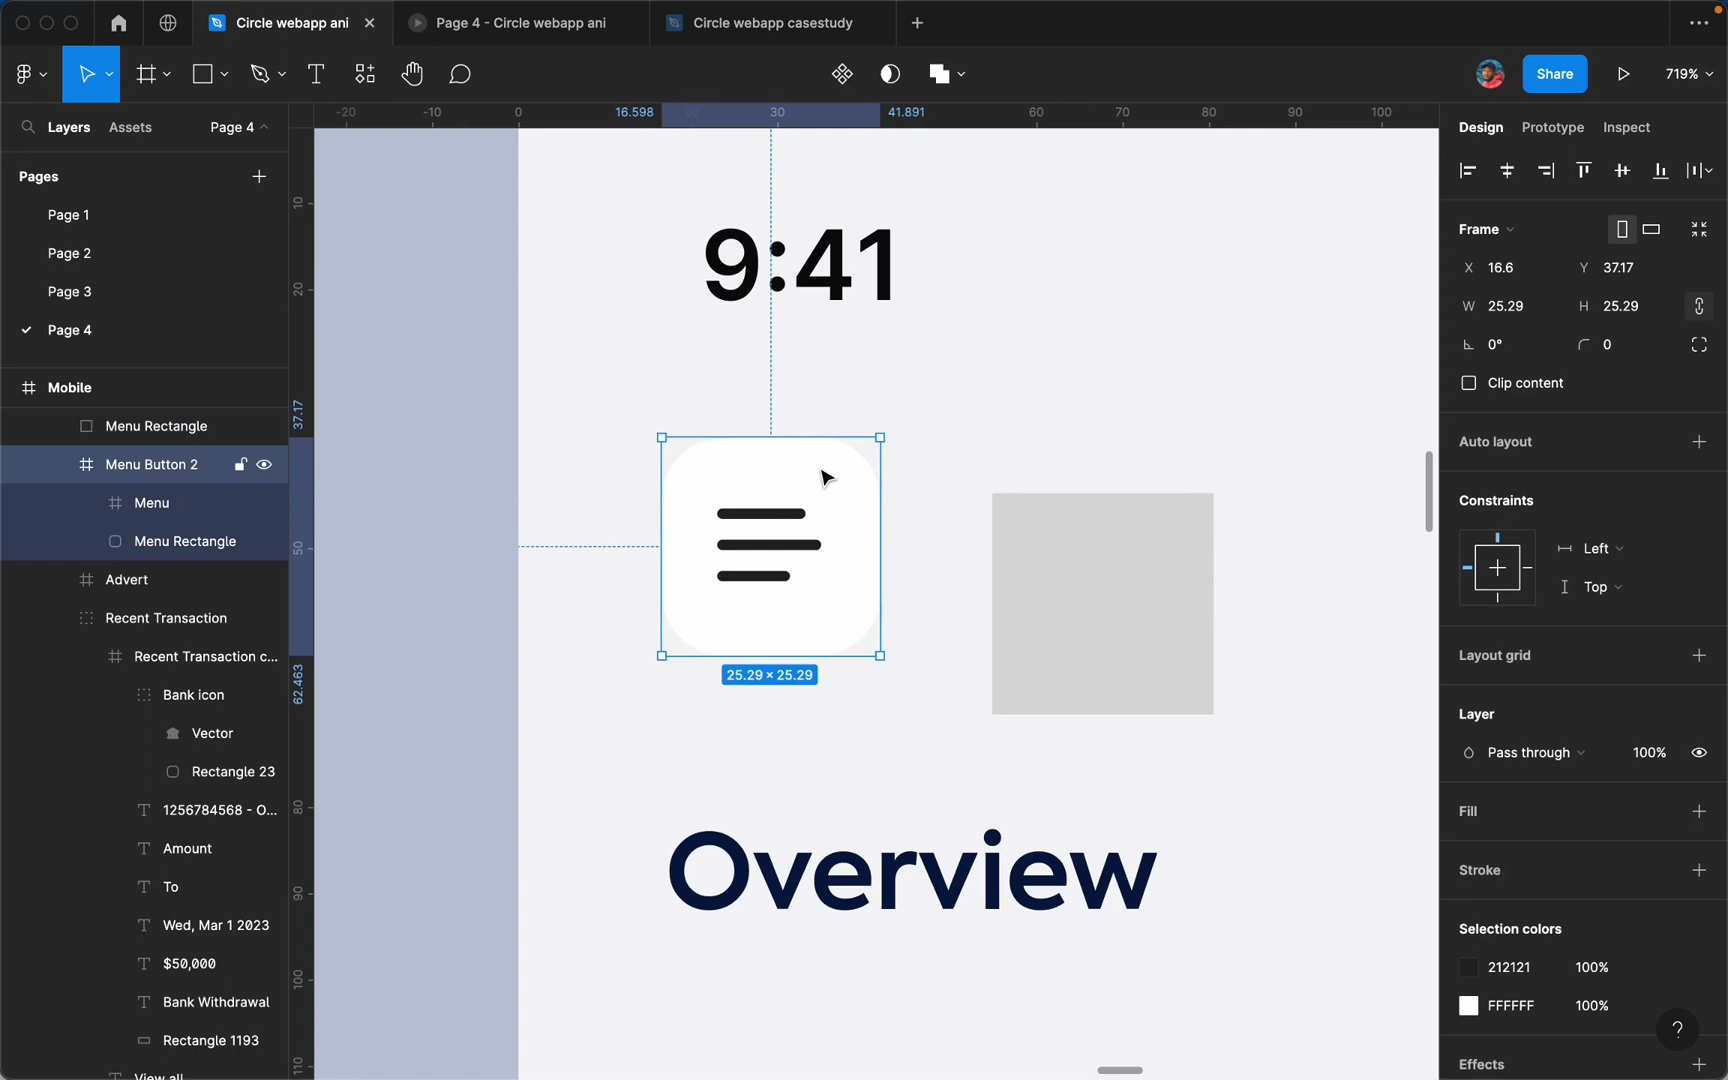 Circle webapp ani
Page 4 - Circle webapp ani
Circle webapp casestudy
Share
719%
Layers
Assets
Page 4
Pages
Page 1
Page 2
Page 3
Page 4
Mobile
Menu Rectangle
Menu Button 2
Menu
Menu Rectangle
Advert
Recent Transaction
Recent Transaction c...
Bank icon
Vector
Rectangle 23
1256784568 - O...
Amount
To
Wed, Mar 1 2023
$50,000
Bank Withdrawal
Rectangle 1193
View all
-20
-10
0
16.598
20
30
41.891
60
70
80
90
100
10
20
37.17
50
62.463
80
90
100
110
9:41
25.29 × 25.29
Overview
Design
Prototype
Inspect
Frame
X 16.6
Y 37.17
W 25.29
H 25.29
0°
0
Clip content
Auto layout
Constraints
Left
Top
Layout grid
Layer
Pass through
100%
Fill
Stroke
Selection colors
212121
100%
FFFFFF
100%
?
Effects